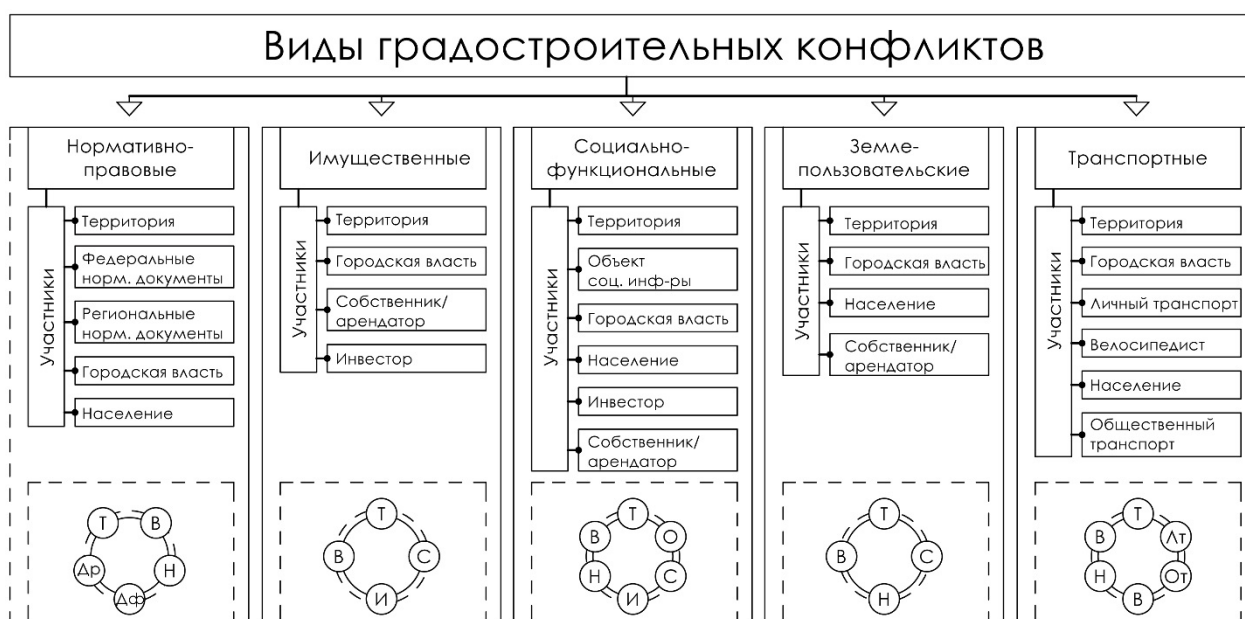 Виды градостроительных конфликтов
Нормативно-
правовые
Участники
Территория
Федеральные
норм. документы
Региональные
норм. документы
Городская власть
Население
Т
В
Др
Н
Дф
Имущественные
Участники
Территория
Городская власть
Собственник/
арендатор
Инвестор
Т
В
С
И
Социально-
функциональные
Участники
Территория
Объект
соц. инф-ры
Городская власть
Население
Инвестор
Собственник/
арендатор
Т
В
О
Н
С
И
Земле-
пользовательские
Участники
Территория
Городская власть
Население
Собственник/
арендатор
Т
В
С
Н
Транспортные
Участники
Территория
Городская власть
Личный транспорт
Велосипедист
Население
Общественный
транспорт
Т
В
Лт
Н
От
В